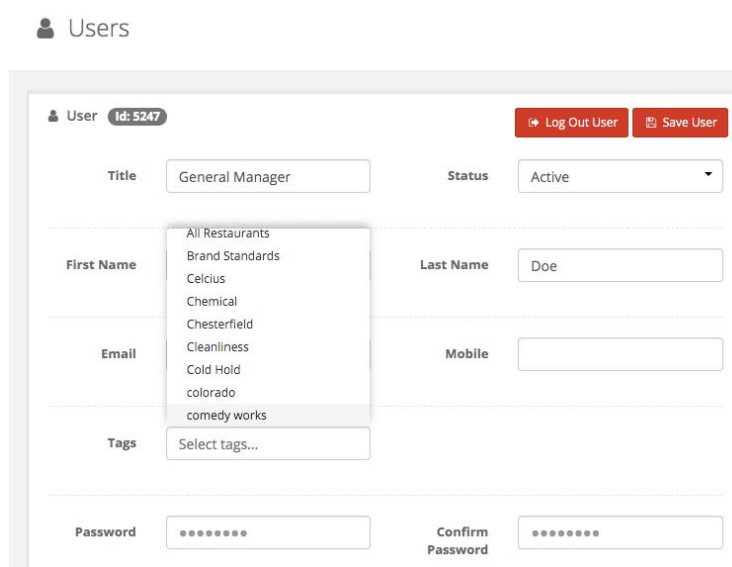 Users
User Id: 5247 Log Out User Save User
Title General Manager Status Active
All Restaurants
Brand Standards
First Name Last Name Doe
Celcius
Chemical
Chesterfield
Cleanliness
Email Mobile
Cold Hold
colorado
comedy works
Tags Select tags...
Password Confirm Password